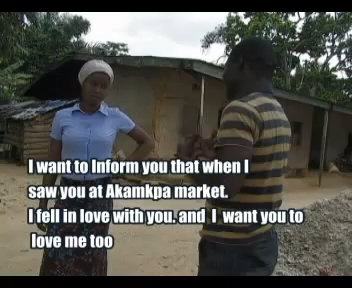 I want to Inform you that when I
saw you at Akamkpa market.
I fell in love with you. and I want you to
love me too